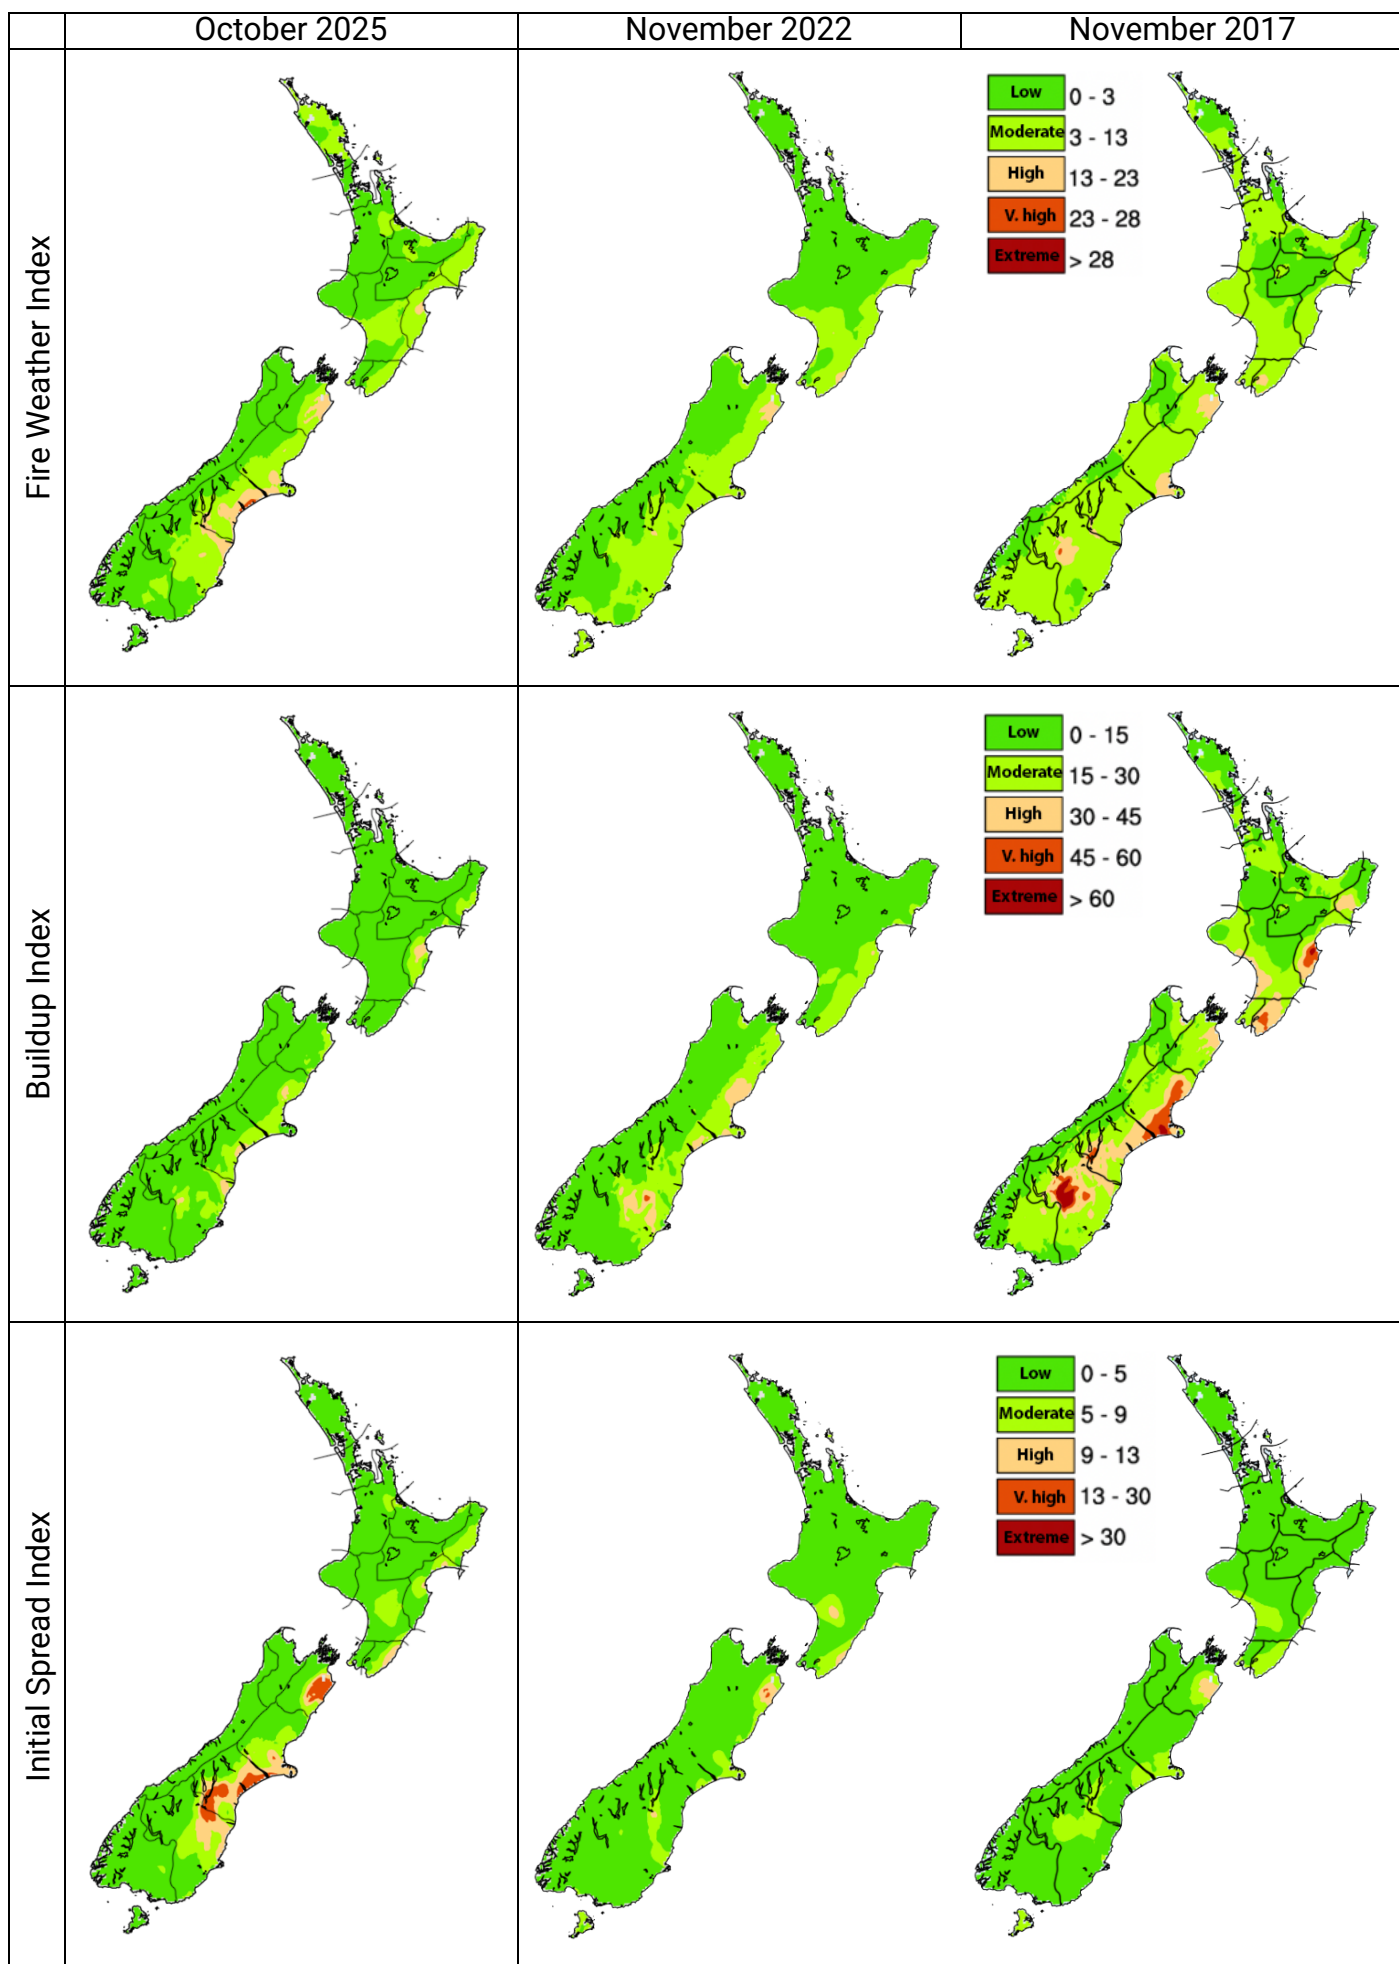 October 2025
November 2022
November 2017
Fire Weather Index
Low 0 - 3
Moderate 3 - 13
High 13 - 23
V. high 23 - 28
Extreme > 28
Buildup Index
Low 0 - 15
Moderate 15 - 30
High 30 - 45
V. high 45 - 60
Extreme > 60
Initial Spread Index
Low 0 - 5
Moderate 5 - 9
High 9 - 13
V. high 13 - 30
Extreme > 30